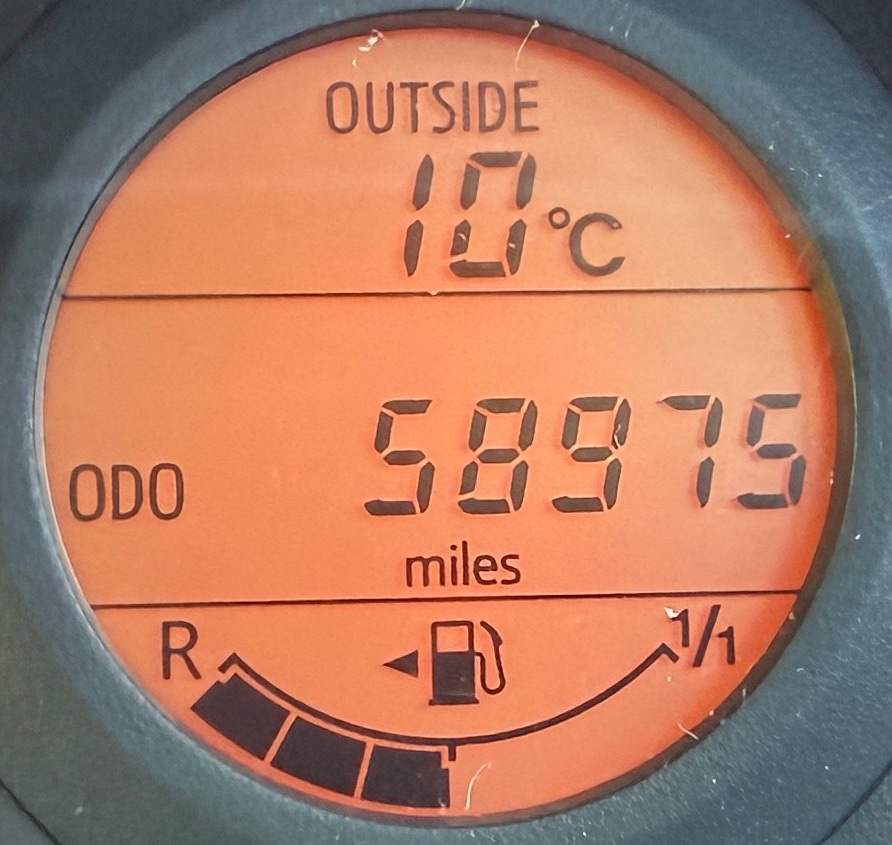 OUTSIDE
10°C
ODO 58975
miles
R 1/1